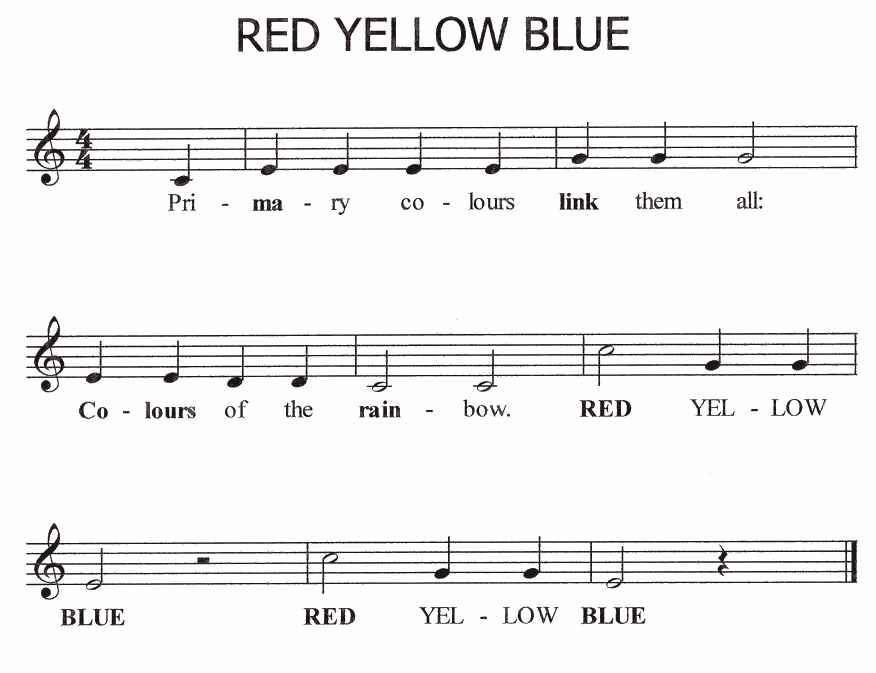 RED YELLOW BLUE
4
4
Pri - ma - ry co - lours link them all:
Co - lours of the rain - bow. RED YEL - LOW
BLUE RED YEL - LOW BLUE